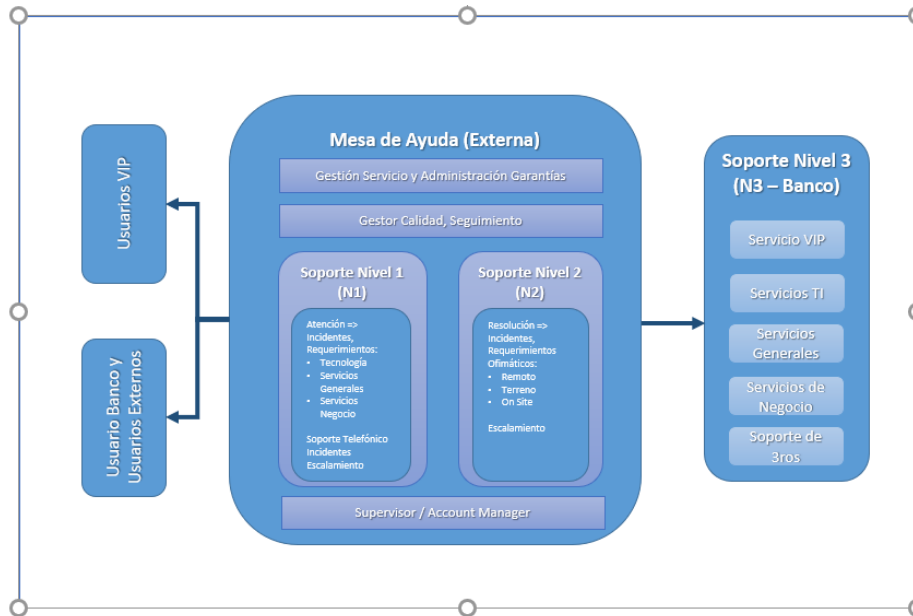 Usuarios VIP
Usuario Banco y
Usuarios Externos
Mesa de Ayuda (Externa)
Gestión Servicio y Administración Garantías
Gestor Calidad, Seguimiento
Soporte Nivel 1
(N1)
Atención =>
Incidentes,
Requerimientos:
• Tecnología
• Servicios
Generales
• Servicios
Negocio
Soporte Telefónico
Incidentes
Escalamiento
Soporte Nivel 2
(N2)
Resolución =>
Incidentes,
Requerimientos
Ofimáticos:
• Remoto
• Terreno
• On Site
Escalamiento
Supervisor / Account Manager
Soporte Nivel 3
(N3 – Banco)
Servicio VIP
Servicios TI
Servicios
Generales
Servicios de
Negocio
Soporte de
3ros